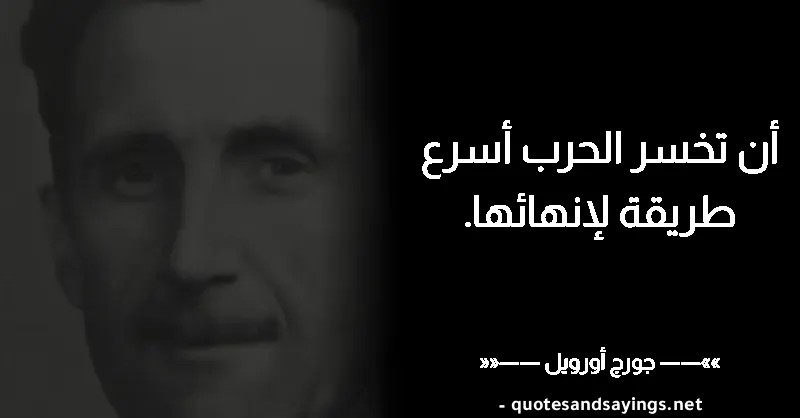 أن تخسر الحرب أسرع
طريقة لإنهائها.
»»—— جورج أورويل ——««
- quotesandsayings.net